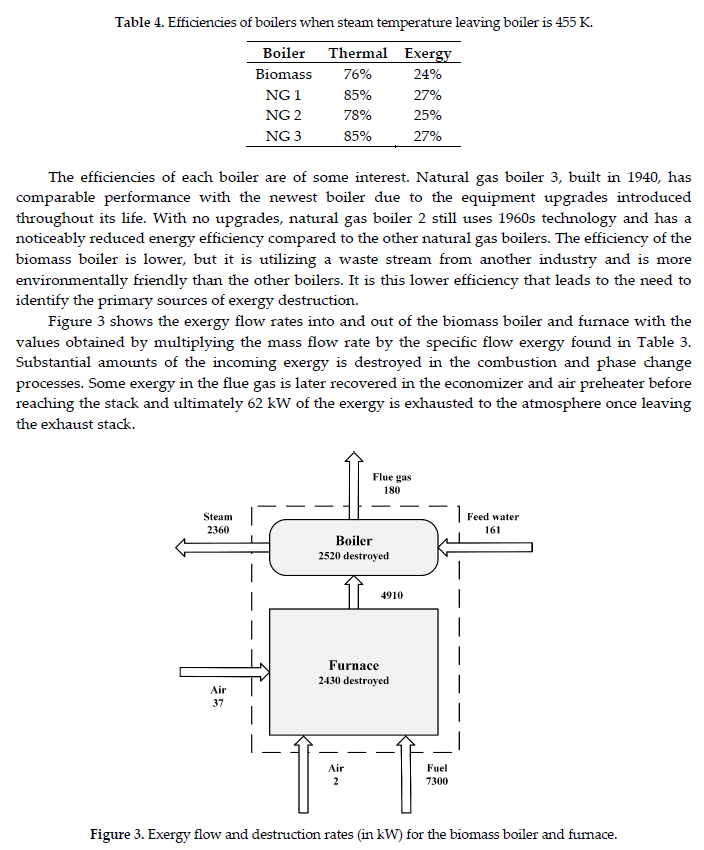 Table 4. Efficiencies of boilers when steam temperature leaving boiler is 455 K.
Boiler Thermal Exergy
Biomass 76% 24%
NG 1 85% 27%
NG 2 78% 25%
NG 3 85% 27%
The efficiencies of each boiler are of some interest. Natural gas boiler 3, built in 1940, has
comparable performance with the newest boiler due to the equipment upgrades introduced
throughout its life. With no upgrades, natural gas boiler 2 still uses 1960s technology and has a
noticeably reduced energy efficiency compared to the other natural gas boilers. The efficiency of the
biomass boiler is lower, but it is utilizing a waste stream from another industry and is more
environmentally friendly than the other boilers. It is this lower efficiency that leads to the need to
identify the primary sources of exergy destruction.
Figure 3 shows the exergy flow rates into and out of the biomass boiler and furnace with the
values obtained by multiplying the mass flow rate by the specific flow exergy found in Table 3.
Substantial amounts of the incoming exergy is destroyed in the combustion and phase change
processes. Some exergy in the flue gas is later recovered in the economizer and air preheater before
reaching the stack and ultimately 62 kW of the exergy is exhausted to the atmosphere once leaving
the exhaust stack.
Flue gas
180
Steam
2360
Feed water
161
Boiler
2520 destroyed
4910
Furnace
2430 destroyed
Air
37
Air
2
Fuel
7300
Figure 3. Exergy flow and destruction rates (in kW) for the biomass boiler and furnace.